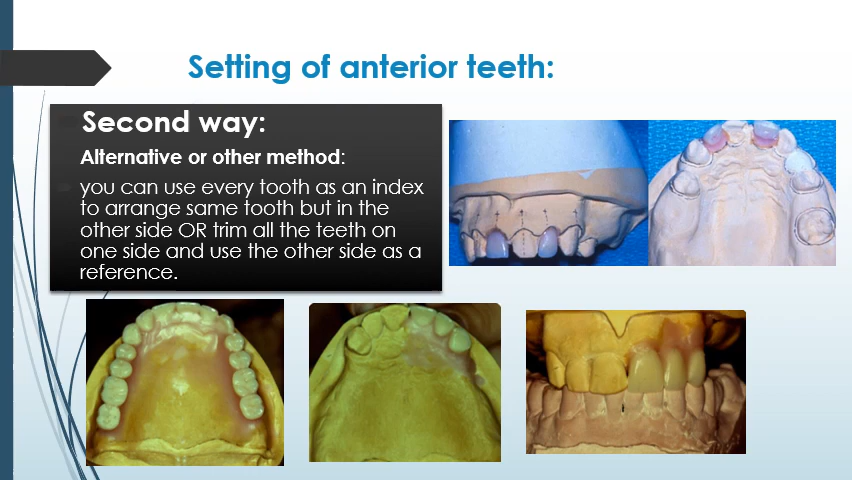 Setting of anterior teeth:
Second way:
Alternative or other method:
you can use every tooth as an index
to arrange same tooth but in the
other side OR trim all the teeth on
one side and use the other side as a
reference.